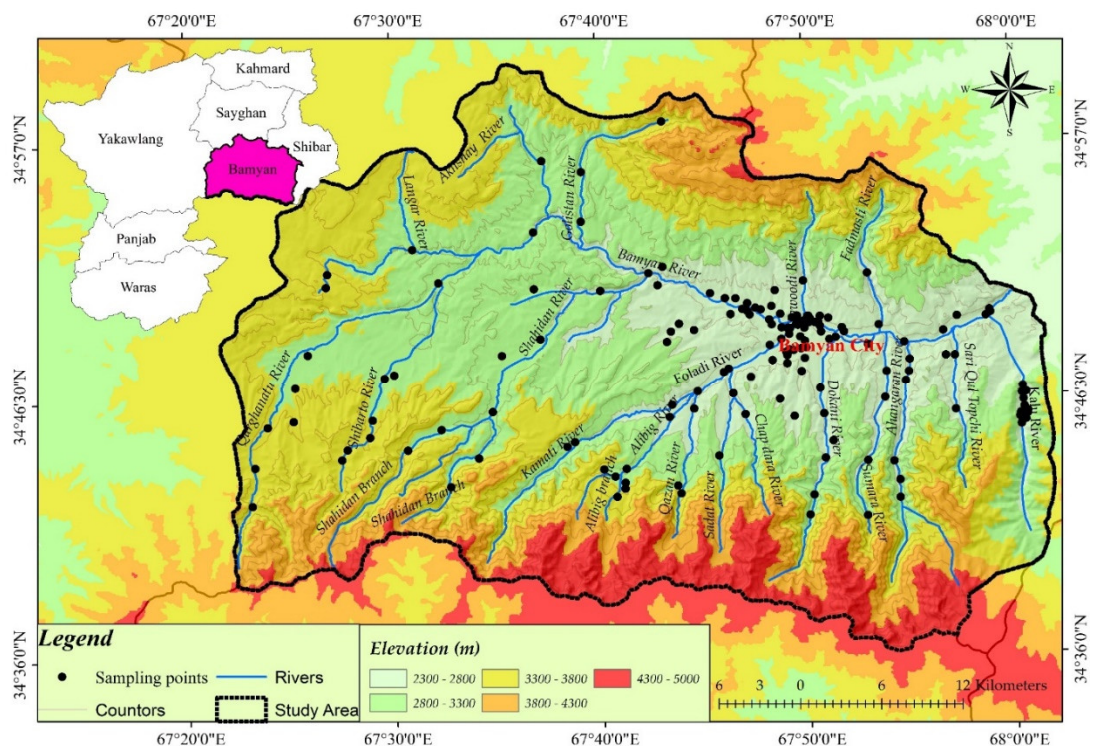 67°20'0"E 67°30'0"E 67°40'0"E 67°50'0"E 68°0'0"E
34°57'0"N
34°46'30"N
34°36'0"N
34°57'0"N
34°46'30"N
34°36'0"N
Kahmard
Sayghan
Yakawlang
Shibar
Bamyan
Panjab
Waras
N
W E
S
Akhshay River
Langar River
Golistan River
Bamyan River
Fadmasti River
Shahidan River
Foladi River
Bamyan City
Qarghanatu River
Shibarto River
Shahidan Branch
Shahidan Branch
Kamati River
Alibig River
Alibig branch
Qazan River
Sadat River
Chap dara River
Dokani River
Sumara River
Ahangaran River
Sari Qul Topchi River
Kalu River
Legend
Sampling points
Rivers
Countors
Study Area
Elevation (m)
2300 - 2800 3300 - 3800 4300 - 5000
2800 - 3300 3800 - 4300
6 3 0 6 12 Kilometers
67°20'0"E 67°30'0"E 67°40'0"E 67°50'0"E 68°0'0"E